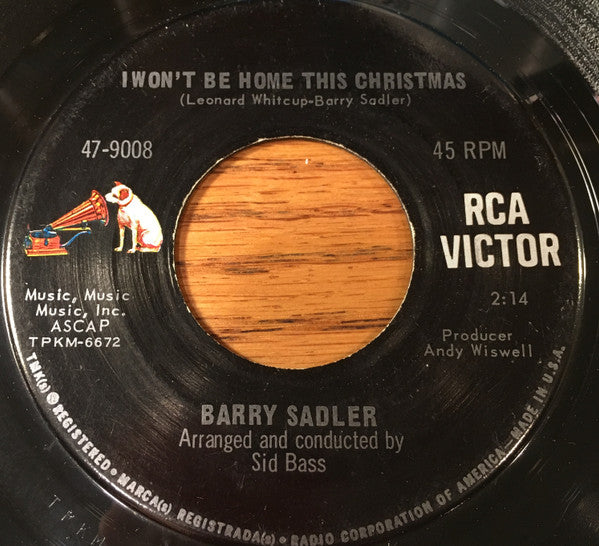 I WON'T BE HOME THIS CHRISTMAS
(Leonard Whitcup-Barry Sadler)
47-9008
45 RPM
RCA
VICTOR
Music, Music
Music, Inc.
ASCAP
TPKM-6672
2:14
Producer
Andy Wiswell
BARRY SADLER
Arranged and conducted by
Sid Bass
TMK(s) ® REGISTERED • MARCA(s) REGISTRADA(s) • RADIO CORPORATION OF AMERICA—MADE IN U.S.A.
TPKM